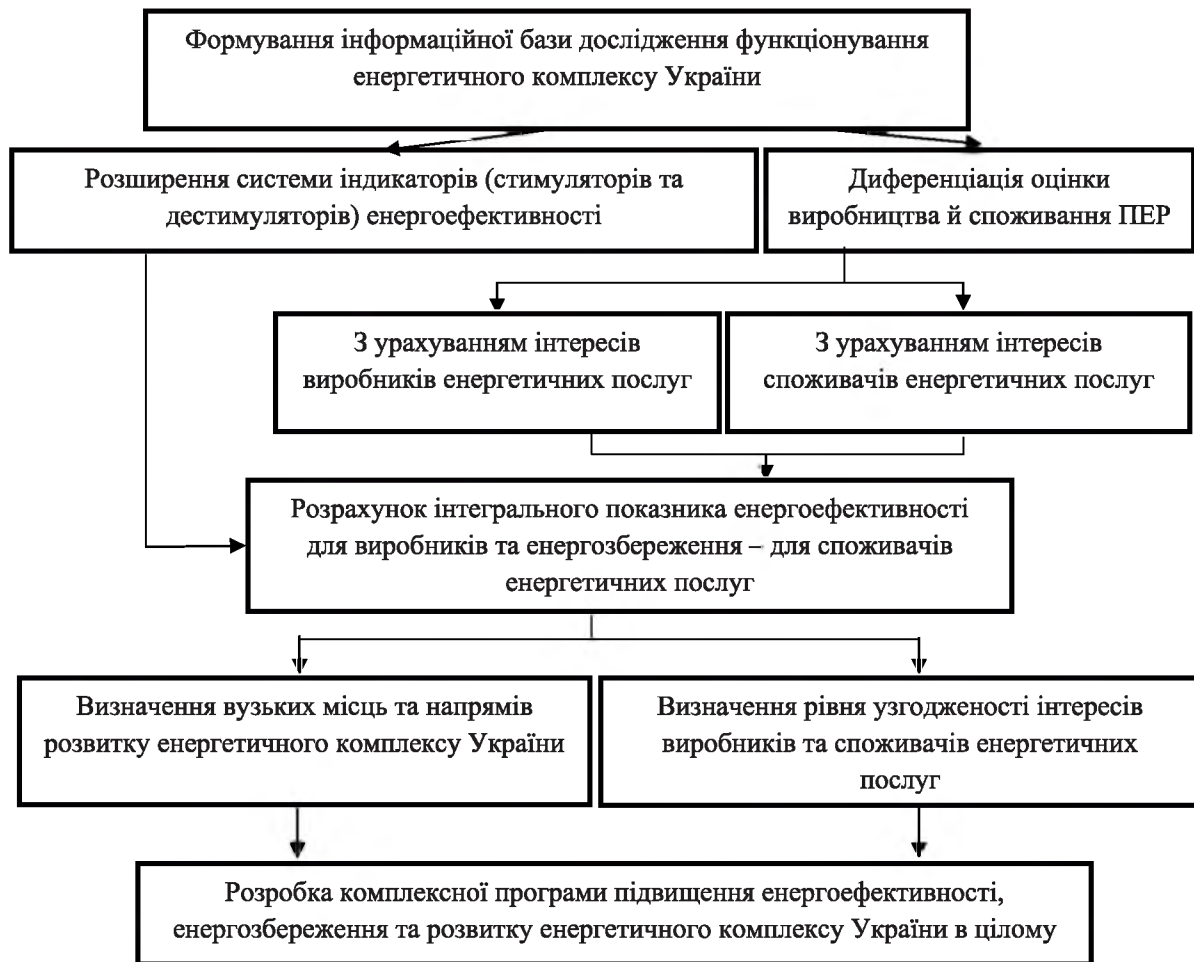 Формування інформаційної бази дослідження функціонування
енергетичного комплексу України
Розширення системи індикаторів (стимуляторів та
дестимуляторів) енергоефективності
Диференціація оцінки
виробництва й споживання ПЕР
З урахуванням інтересів
виробників енергетичних послуг
З урахуванням інтересів
споживачів енергетичних послуг
Розрахунок інтегрального показника енергоефективності
для виробників та енергозбереження – для споживачів
енергетичних послуг
Визначення вузьких місць та напрямів
розвитку енергетичного комплексу України
Визначення рівня узгодженості інтересів
виробників та споживачів енергетичних
послуг
Розробка комплексної програми підвищення енергоефективності,
енергозбереження та розвитку енергетичного комплексу України в цілому